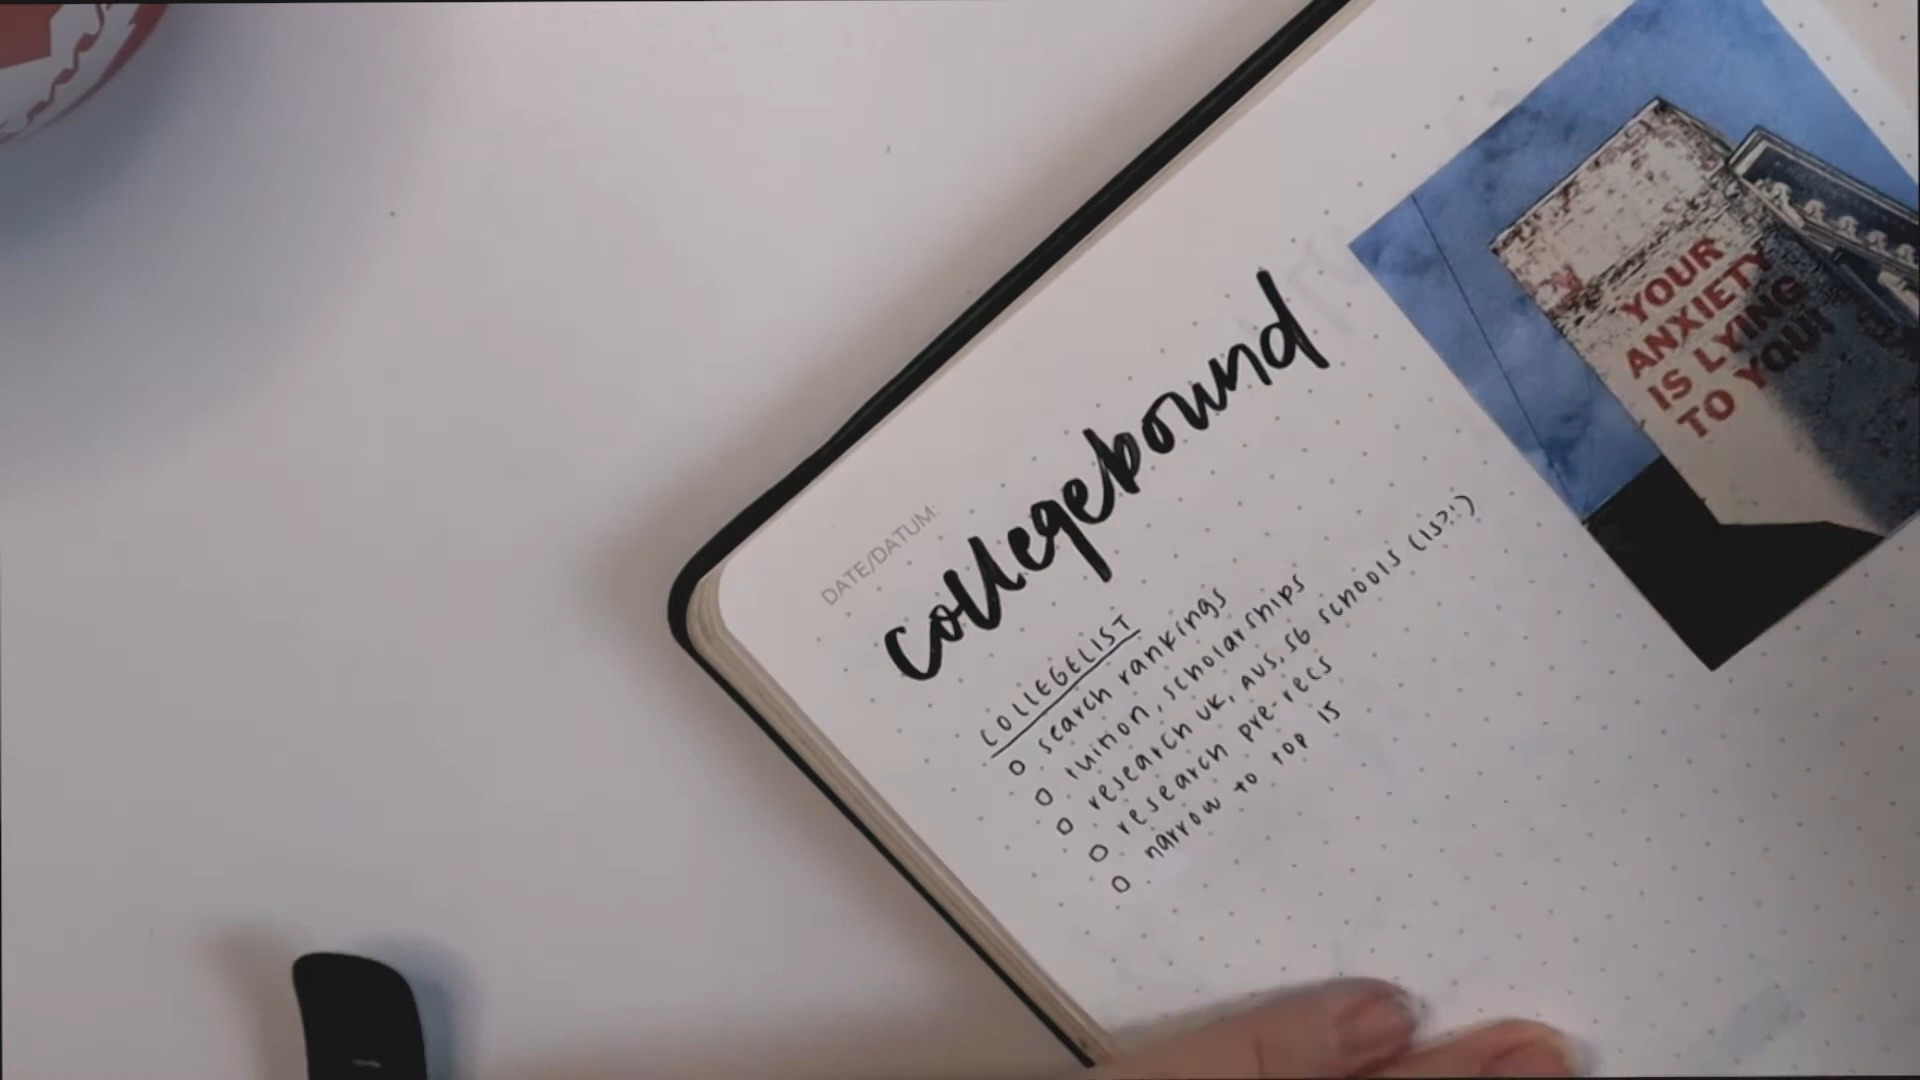 DATE/DATUM:
collegebound
COLLEGELIST
search rankings
tuition, scholarships
research UK, AUS, SG schools (15?!)
research pre-recs
narrow to top 15
YOUR
ANXIETY
IS LYING
TO YOU!